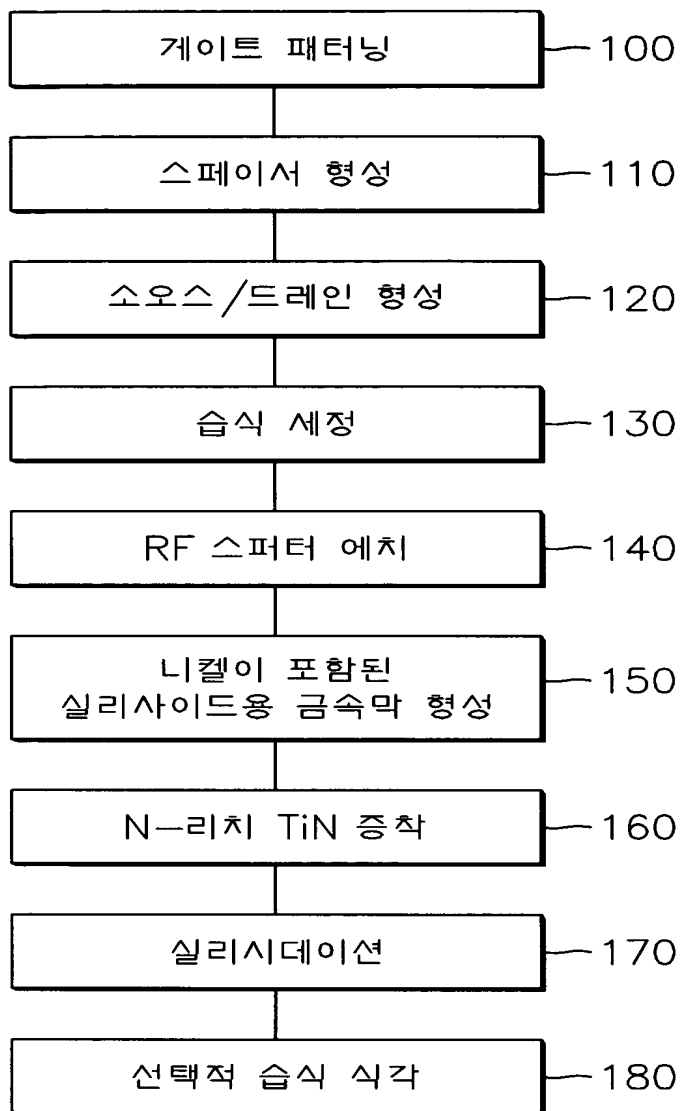 게이트 패터닝 100
스페이서 형성 110
소오스/드레인 형성 120
습식 세정 130
RF 스퍼터 에치 140
니켈이 포함된
실리사이드용 금속막 형성 150
N-리치 TiN 증착 160
실리시데이션 170
선택적 습식 식각 180